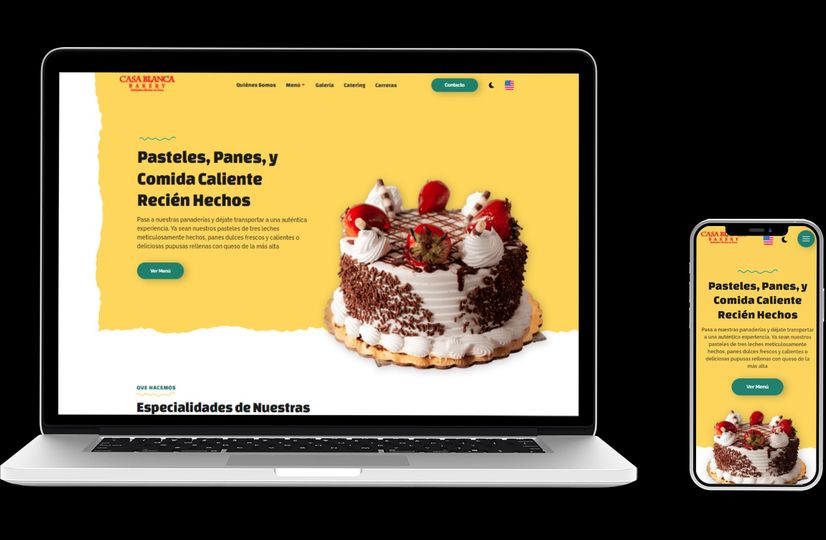 CASA BLANCA
BAKERY
Quiénes Somos Menú Galería Catering Carreras Contacto
Pasteles, Panes, y
Comida Caliente
Recién Hechos
Pasa a nuestras panaderías y déjate transportar a una auténtica
experiencia. Ya sean nuestros pasteles de tres leches
meticulosamente hechos, panes dulces frescos y calientes o
deliciosas pupusas rellenas con queso de la más alta
Ver Menú
QUE HACEMOS
Especialidades de Nuestras
CASA BLANCA
BAKERY
Pasteles, Panes, y
Comida Caliente
Recién Hechos
Pasa a nuestras panaderías y déjate transportar
a una auténtica experiencia. Ya sean nuestros
pasteles de tres leches meticulosamente
hechos, panes dulces frescos y calientes o
deliciosas pupusas rellenas con queso de la
más alta
Ver Menú